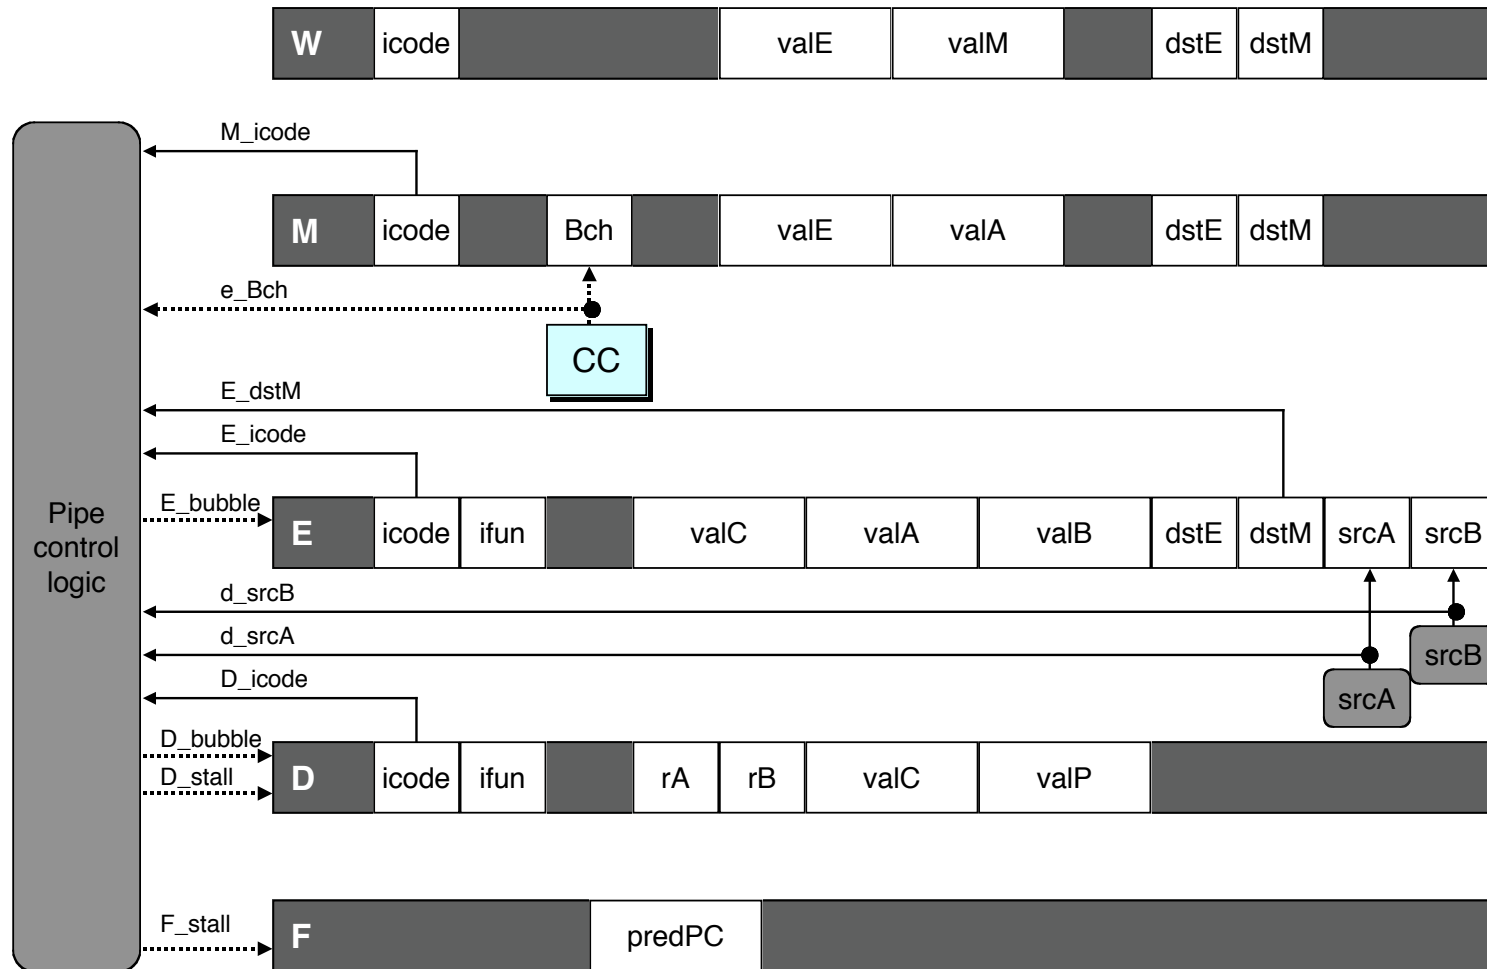 W icode valE valM dstE dstM
M_icode
M icode Bch valE valA dstE dstM
e_Bch
CC
E_dstM
E_icode
E_bubble
E icode ifun valC valA valB dstE dstM srcA srcB
Pipe
control
logic
d_srcB
d_srcA
srcB
D_icode
srcA
D_bubble
D_stall
D icode ifun rA rB valC valP
F_stall
F predPC